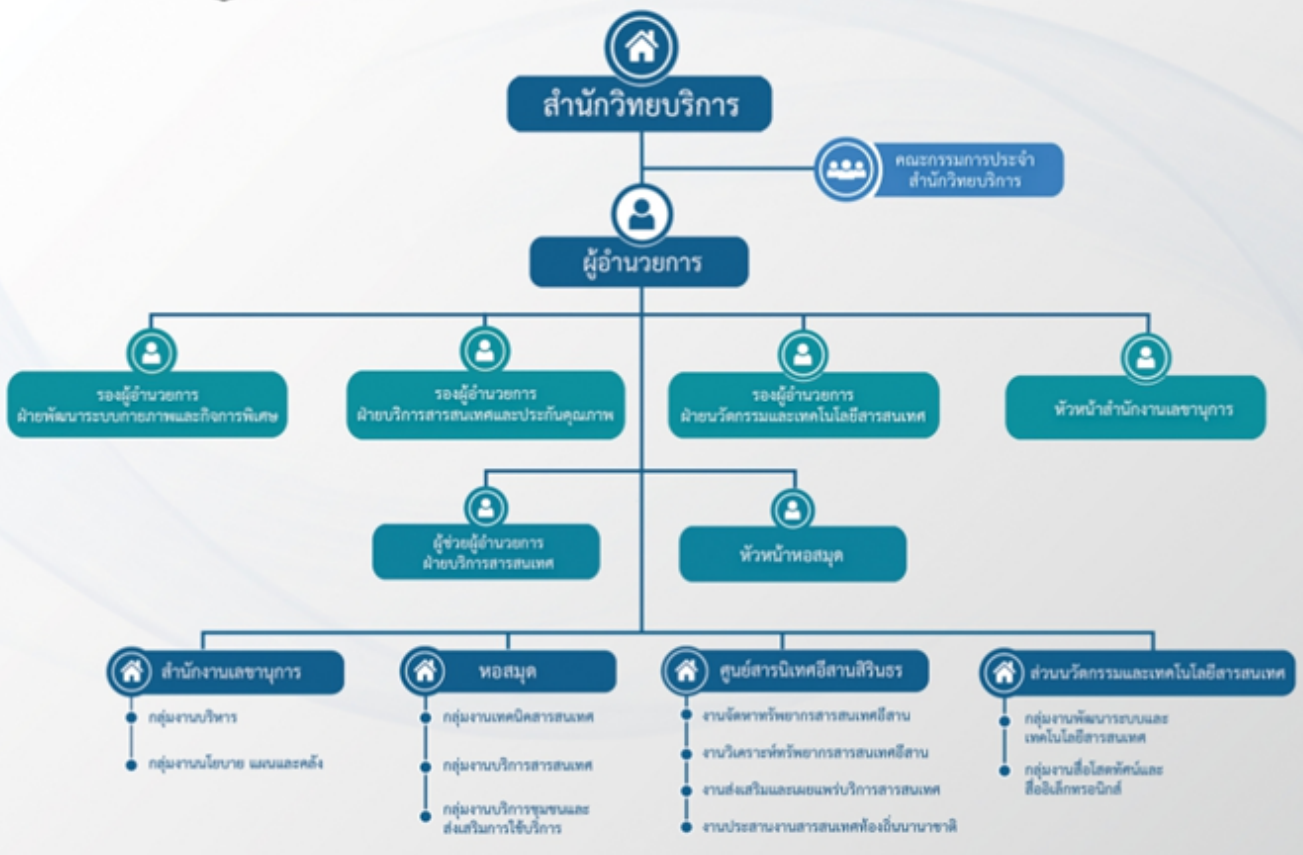 สำนักวิทยบริการ
คณะกรรมการประจำ
สำนักวิทยบริการ
ผู้อำนวยการ
รองผู้อำนวยการ
ฝ่ายพัฒนาระบบกายภาพและกิจการพิเศษ
รองผู้อำนวยการ
ฝ่ายบริการสารสนเทศและประกันคุณภาพ
รองผู้อำนวยการ
ฝ่ายนวัตกรรมและเทคโนโลยีสารสนเทศ
หัวหน้าสำนักงานเลขานุการ
ผู้ช่วยผู้อำนวยการ
ฝ่ายบริการสารสนเทศ
หัวหน้าหอสมุด
สำนักงานเลขานุการ
กลุ่มงานบริหาร
กลุ่มงานนโยบาย แผนและคลัง
หอสมุด
กลุ่มงานเทคนิคสารสนเทศ
กลุ่มงานบริการสารสนเทศ
กลุ่มงานบริการชุมชนและ
ส่งเสริมการใช้บริการ
ศูนย์สารนิเทศอีสานสิรินธร
งานจัดหาทรัพยากรสารสนเทศอีสาน
งานวิเคราะห์ทรัพยากรสารสนเทศอีสาน
งานส่งเสริมและเผยแพร่บริการสารสนเทศ
งานประสานงานสารสนเทศท้องถิ่นนานาชาติ
ส่วนนวัตกรรมและเทคโนโลยีสารสนเทศ
กลุ่มงานพัฒนาระบบและ
เทคโนโลยีสารสนเทศ
กลุ่มงานสื่อโสตทัศน์และ
สื่ออิเล็กทรอนิกส์